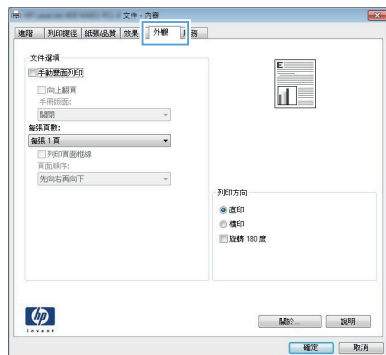 文件 - 內容
進階 列印捷徑 紙張/品質 效果 外觀 服務
文件選項
手動雙面列印
向上翻頁
手冊版面:
關閉
每張頁數:
每張 1 頁
列印頁面框線
頁面順序:
先向右再向下
E
1
列印方向
直印
橫印
旋轉 180 度
hp
invent
關於...
說明
確定
取消